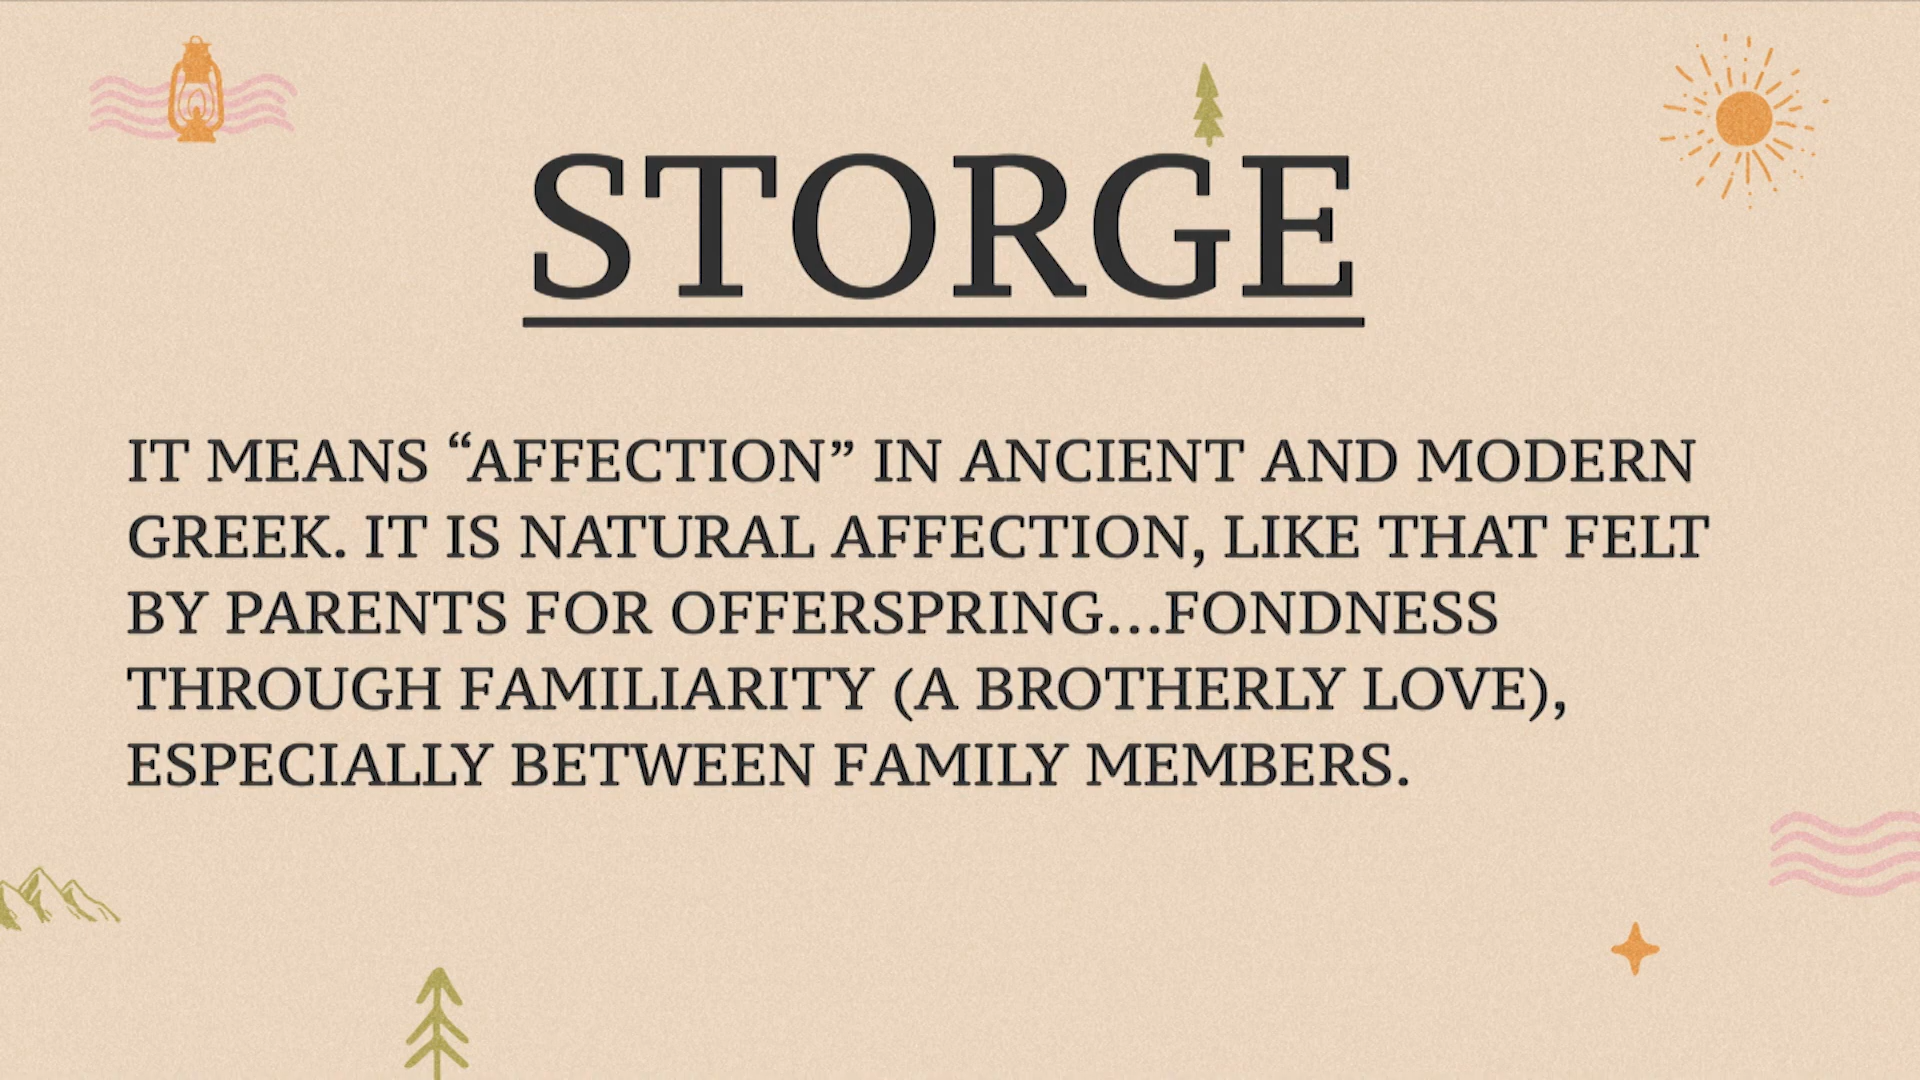 STORGE
IT MEANS “AFFECTION” IN ANCIENT AND MODERN
GREEK. IT IS NATURAL AFFECTION, LIKE THAT FELT
BY PARENTS FOR OFFERSPRING...FONDNESS
THROUGH FAMILIARITY (A BROTHERLY LOVE),
ESPECIALLY BETWEEN FAMILY MEMBERS.